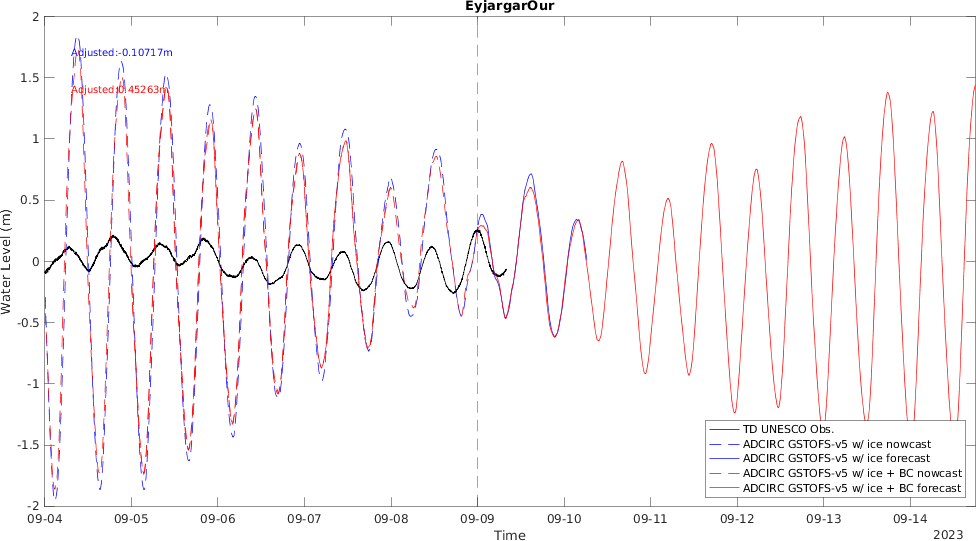 EyjargarOur
2
1.5
1
0.5
0
-0.5
-1
-1.5
-2
Water Level (m)
Adjusted:-0.10717m
Adjusted:0.45263m
TD UNESCO Obs.
ADCIRC GSTOFS-v5 w/ ice nowcast
ADCIRC GSTOFS-v5 w/ ice forecast
ADCIRC GSTOFS-v5 w/ ice + BC nowcast
ADCIRC GSTOFS-v5 w/ ice + BC forecast
09-04 09-05 09-06 09-07 09-08 09-09 09-10 09-11 09-12 09-13 09-14
Time
2023